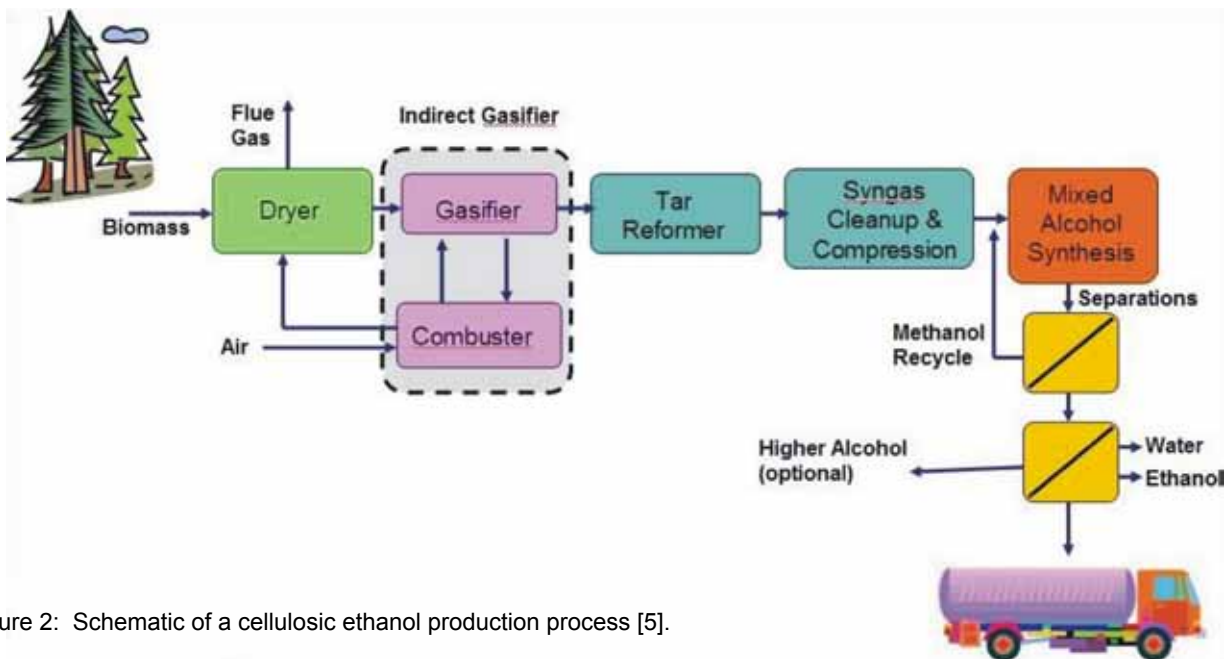 Flue
Gas
Indirect Gasifier
Biomass
Dryer
Gasifier
Tar
Reformer
Syngas
Cleanup &
Compression
Mixed
Alcohol
Synthesis
Air
Combuster
Separations
Methanol
Recycle
Higher Alcohol
(optional)
Water
Ethanol
ure 2: Schematic of a cellulosic ethanol production process [5].